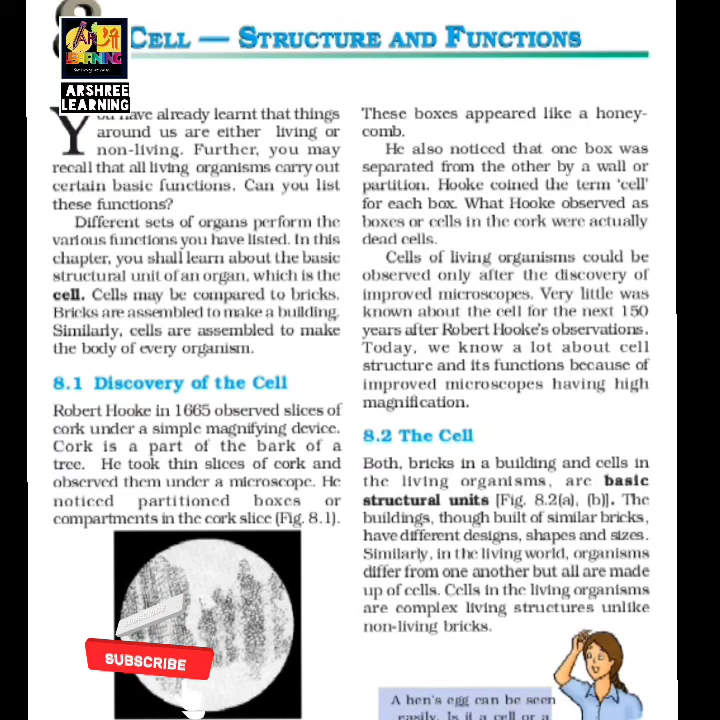 8
CELL — STRUCTURE AND FUNCTIONS
LEARNING
ARSHREE
LEARNING
You have already learnt that things
around us are either living or
non-living. Further, you may
recall that all living organisms carry out
certain basic functions. Can you list
these functions?
Different sets of organs perform the
various functions you have listed. In this
chapter, you shall learn about the basic
structural unit of an organ, which is the
cell. Cells may be compared to bricks.
Bricks are assembled to make a building.
Similarly, cells are assembled to make
the body of every organism.
8.1 Discovery of the Cell
Robert Hooke in 1665 observed slices of
cork under a simple magnifying device.
Cork is a part of the bark of a
tree. He took thin slices of cork and
observed them under a microscope. He
noticed partitioned boxes or
compartments in the cork slice (Fig. 8.1).
SUBSCRIBE
SUBSCRIBE
These boxes appeared like a honey-
comb.
He also noticed that one box was
separated from the other by a wall or
partition. Hooke coined the term 'cell'
for each box. What Hooke observed as
boxes or cells in the cork were actually
dead cells.
Cells of living organisms could be
observed only after the discovery of
improved microscopes. Very little was
known about the cell for the next 150
years after Robert Hooke's observations.
Today, we know a lot about cell
structure and its functions because of
improved microscopes having high
magnification.
8.2 The Cell
Both, bricks in a building and cells in
the living organisms, are basic
structural units [Fig. 8.2(a), (b)]. The
buildings, though built of similar bricks,
have different designs, shapes and sizes.
Similarly, in the living world, organisms
differ from one another but all are made
up of cells. Cells in the living organisms
are complex living structures unlike
non-living bricks.
A hen's egg can be seen
easily. Is it a cell or a